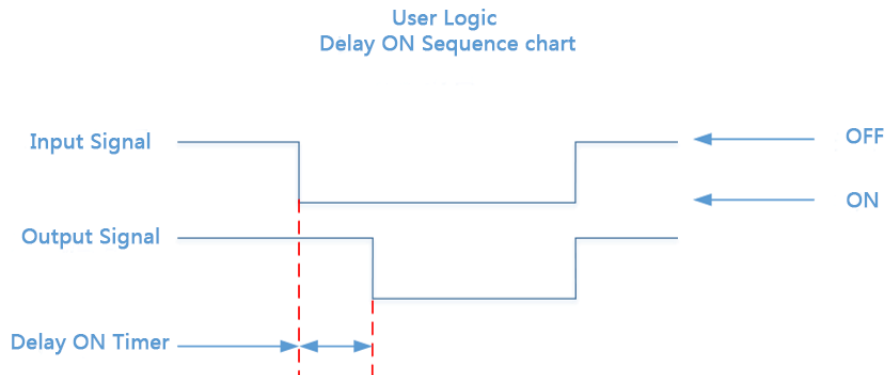 User Logic
Delay ON Sequence chart
Input Signal
OFF
ON
Output Signal
Delay ON Timer